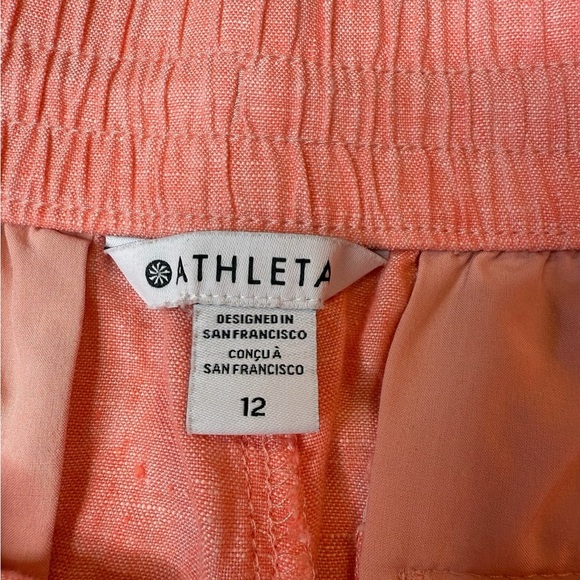 ATHLETA
DESIGNED IN
SAN FRANCISCO
CONÇU À
SAN FRANCISCO
12